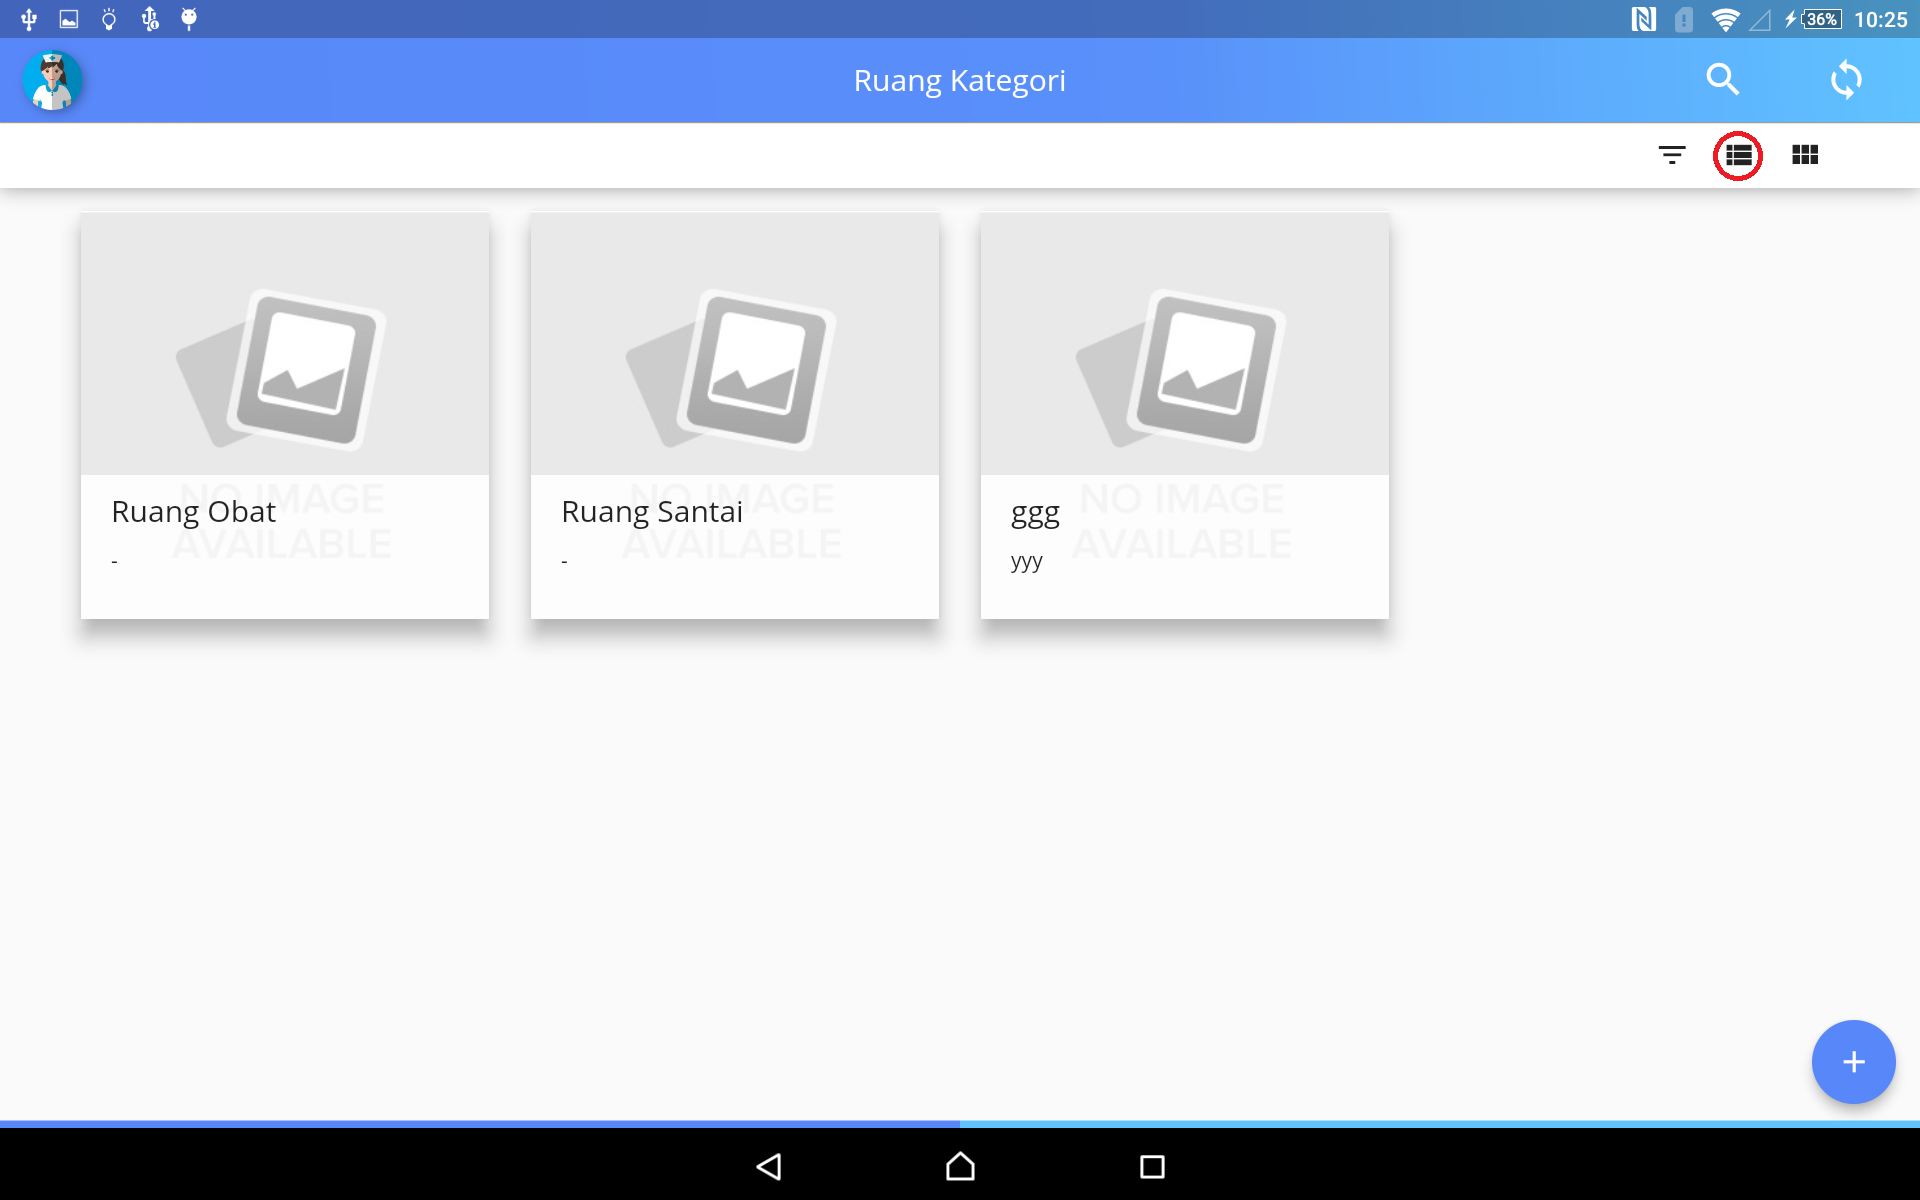 36% 10:25
Ruang Kategori
NO IMAGE AVAILABLE
Ruang Obat
-
NO IMAGE AVAILABLE
Ruang Santai
-
NO IMAGE AVAILABLE
ggg
yyy